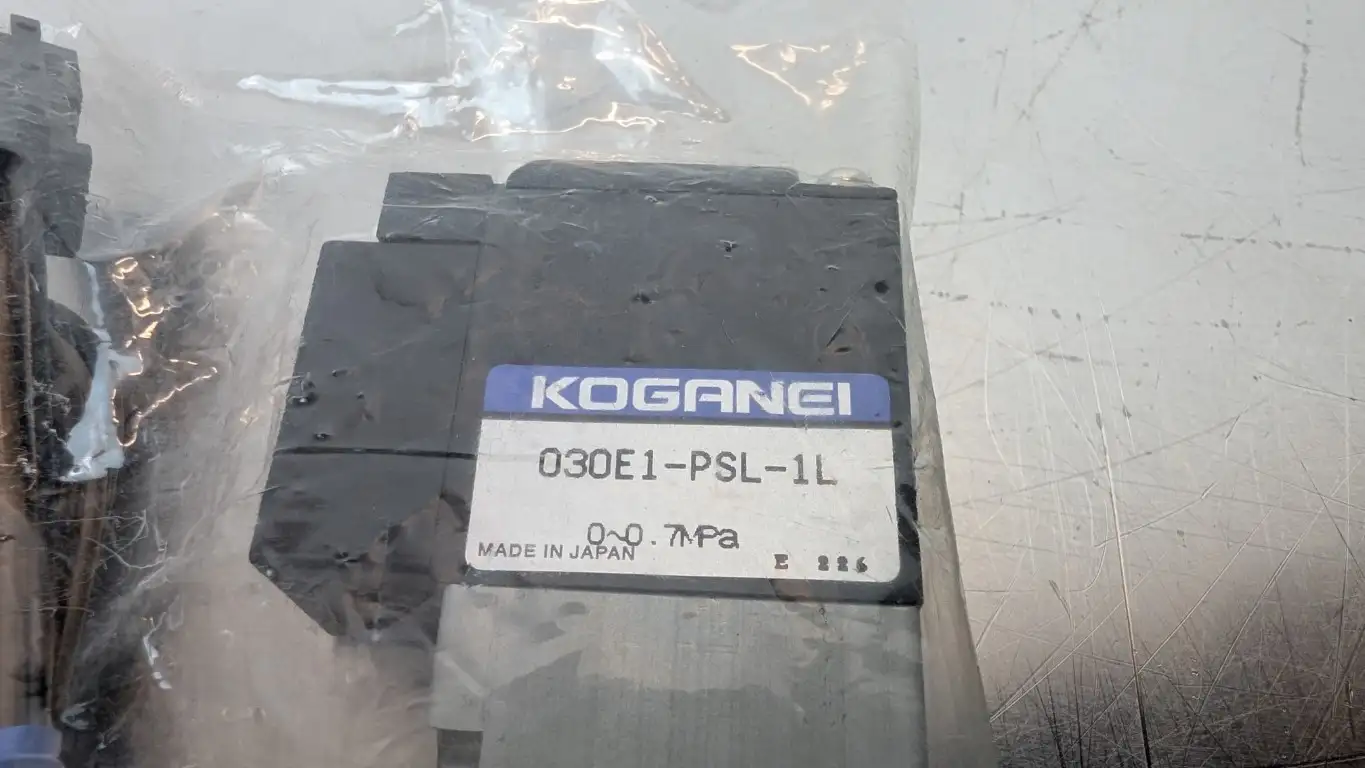 KOGANEI
030E1-PSL-1L
0~0.7MPa
MADE IN JAPAN
E 226